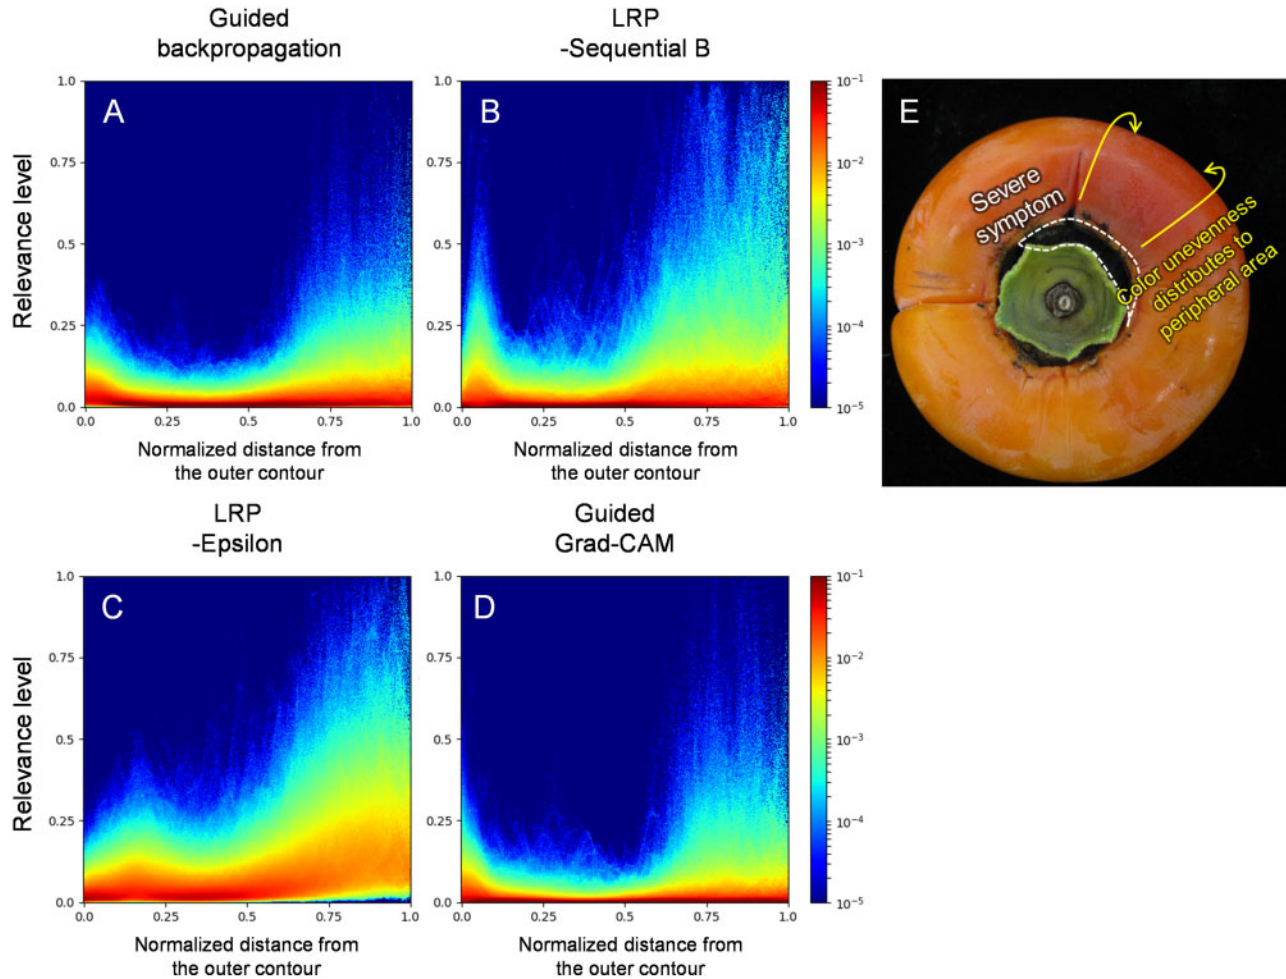 Guided
backpropagation
LRP
-Sequential B
A
B
E
Relevance level
1.0
0.75
0.5
0.25
0.0
0.0
0.25
0.5
0.75
1.0
1.0
0.75
0.5
0.25
0.0
0.0
0.25
0.5
0.75
1.0
10⁻¹
10⁻²
10⁻³
10⁻⁴
10⁻⁵
Normalized distance from
the outer contour
Normalized distance from
the outer contour
Severe
symptom
Color unevenness
distributes to
peripheral area
LRP
-Epsilon
Guided
Grad-CAM
C
D
Relevance level
1.0
0.75
0.5
0.25
0.0
0.0
0.25
0.5
0.75
1.0
1.0
0.75
0.5
0.25
0.0
0.0
0.25
0.5
0.75
1.0
10⁻¹
10⁻²
10⁻³
10⁻⁴
10⁻⁵
Normalized distance from
the outer contour
Normalized distance from
the outer contour